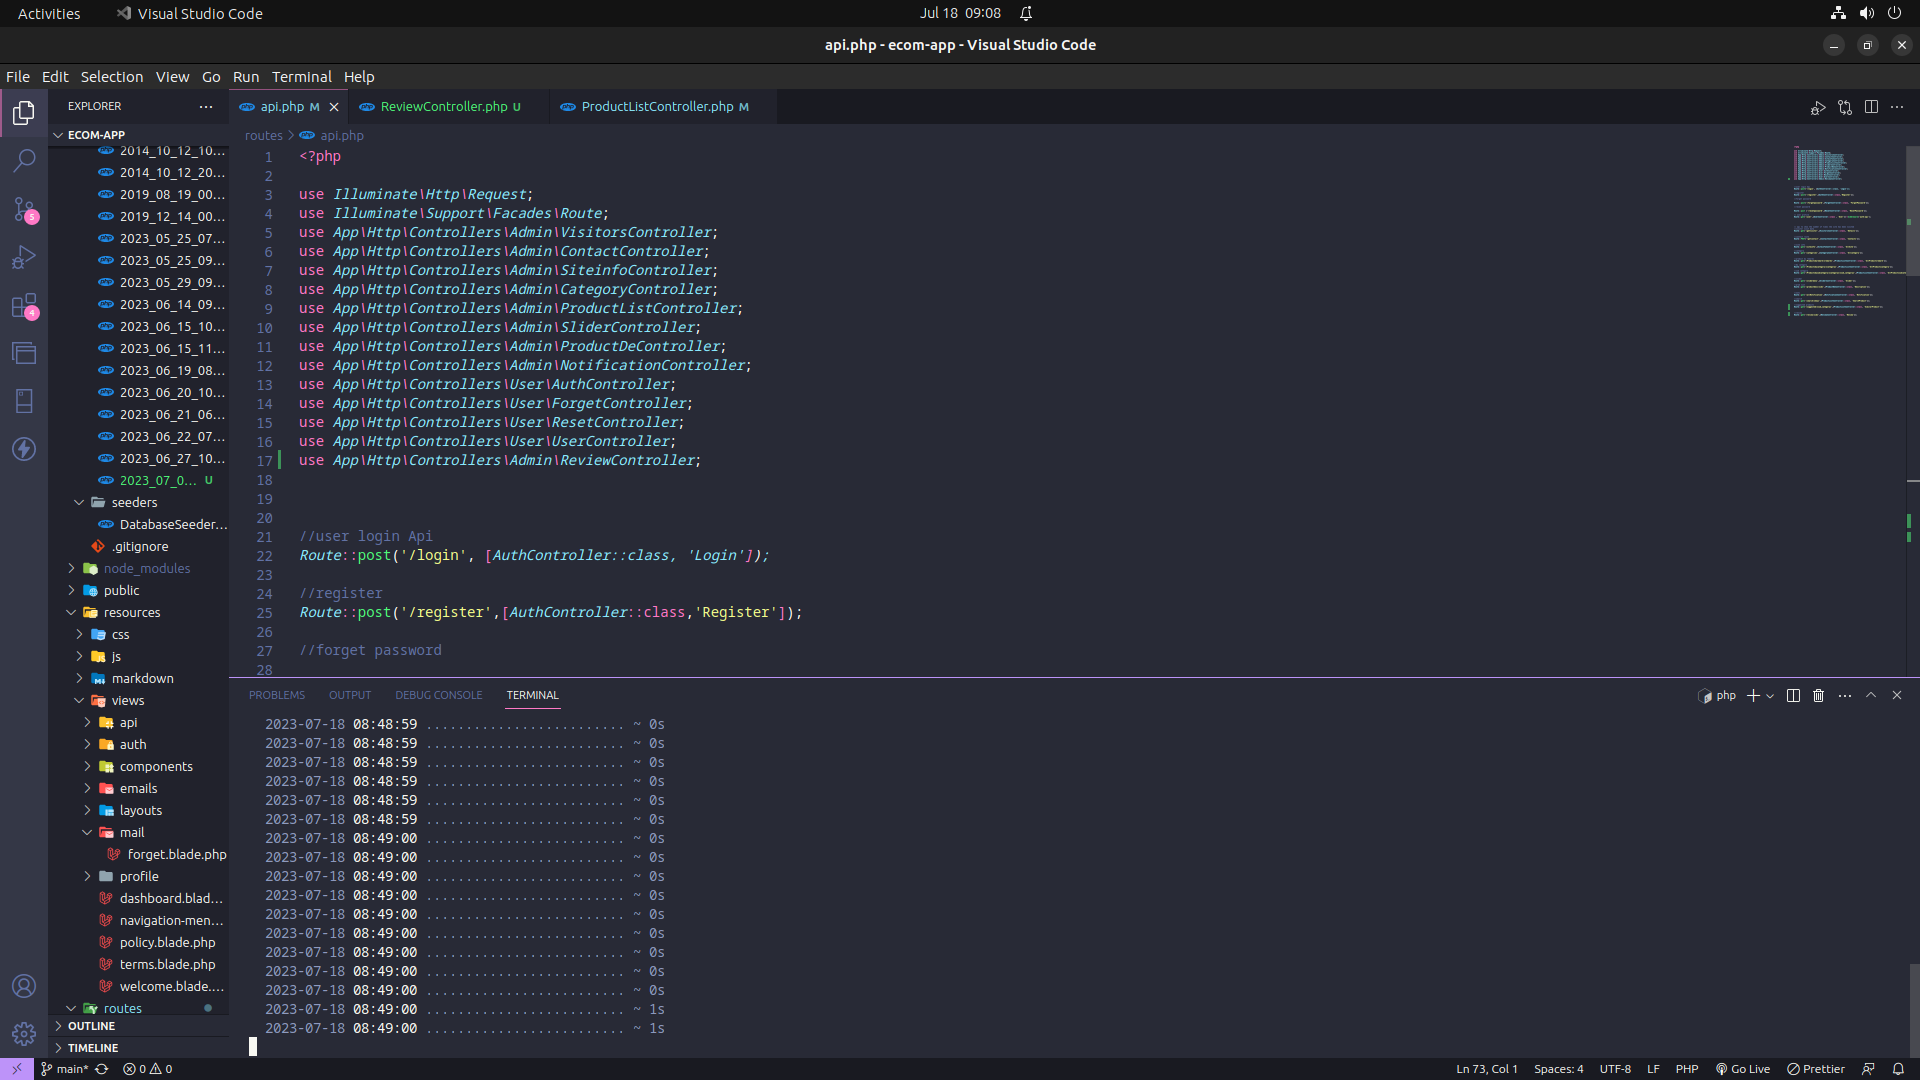 Activities
Visual Studio Code
Jul 18 09:08
api.php - ecom-app - Visual Studio Code
File Edit Selection View Go Run Terminal Help
EXPLORER
ECOM-APP
2014_10_12_10...
2014_10_12_20...
2019_08_19_00...
2019_12_14_00...
2023_05_25_07...
2023_05_25_09...
2023_05_29_09...
2023_06_14_09...
2023_06_15_10...
2023_06_15_11...
2023_06_19_08...
2023_06_20_10...
2023_06_21_06...
2023_06_22_07...
2023_06_27_10...
2023_07_0... U
seeders
DatabaseSeeder...
.gitignore
node_modules
public
resources
css
js
markdown
views
api
auth
components
emails
layouts
mail
forget.blade.php
profile
dashboard.blad...
navigation-men...
policy.blade.php
terms.blade.php
welcome.blade....
routes
OUTLINE
TIMELINE
5
4
api.php M
ReviewController.php U
ProductListController.php M
routes > api.php
1 <?php
2
3 use Illuminate\Http\Request;
4 use Illuminate\Support\Facades\Route;
5 use App\Http\Controllers\Admin\VisitorsController;
6 use App\Http\Controllers\Admin\ContactController;
7 use App\Http\Controllers\Admin\SiteinfoController;
8 use App\Http\Controllers\Admin\CategoryController;
9 use App\Http\Controllers\Admin\ProductListController;
10 use App\Http\Controllers\Admin\SliderController;
11 use App\Http\Controllers\Admin\ProductDeController;
12 use App\Http\Controllers\Admin\NotificationController;
13 use App\Http\Controllers\User\AuthController;
14 use App\Http\Controllers\User\ForgetController;
15 use App\Http\Controllers\User\ResetController;
16 use App\Http\Controllers\User\UserController;
17 use App\Http\Controllers\Admin\ReviewController;
18
19
20
21 //user login Api
22 Route::post('/login', [AuthController::class, 'Login']);
23
24 //register
25 Route::post('/register',[AuthController::class,'Register']);
26
27 //forget password
28
PROBLEMS OUTPUT DEBUG CONSOLE TERMINAL
php
2023-07-18 08:48:59 ......................... ~ 0s
2023-07-18 08:48:59 ......................... ~ 0s
2023-07-18 08:48:59 ......................... ~ 0s
2023-07-18 08:48:59 ......................... ~ 0s
2023-07-18 08:48:59 ......................... ~ 0s
2023-07-18 08:48:59 ......................... ~ 0s
2023-07-18 08:49:00 ......................... ~ 0s
2023-07-18 08:49:00 ......................... ~ 0s
2023-07-18 08:49:00 ......................... ~ 0s
2023-07-18 08:49:00 ......................... ~ 0s
2023-07-18 08:49:00 ......................... ~ 0s
2023-07-18 08:49:00 ......................... ~ 0s
2023-07-18 08:49:00 ......................... ~ 0s
2023-07-18 08:49:00 ......................... ~ 0s
2023-07-18 08:49:00 ......................... ~ 0s
2023-07-18 08:49:00 ......................... ~ 1s
2023-07-18 08:49:00 ......................... ~ 1s
main* 0 0
Ln 73, Col 1 Spaces: 4 UTF-8 LF PHP Go Live Prettier